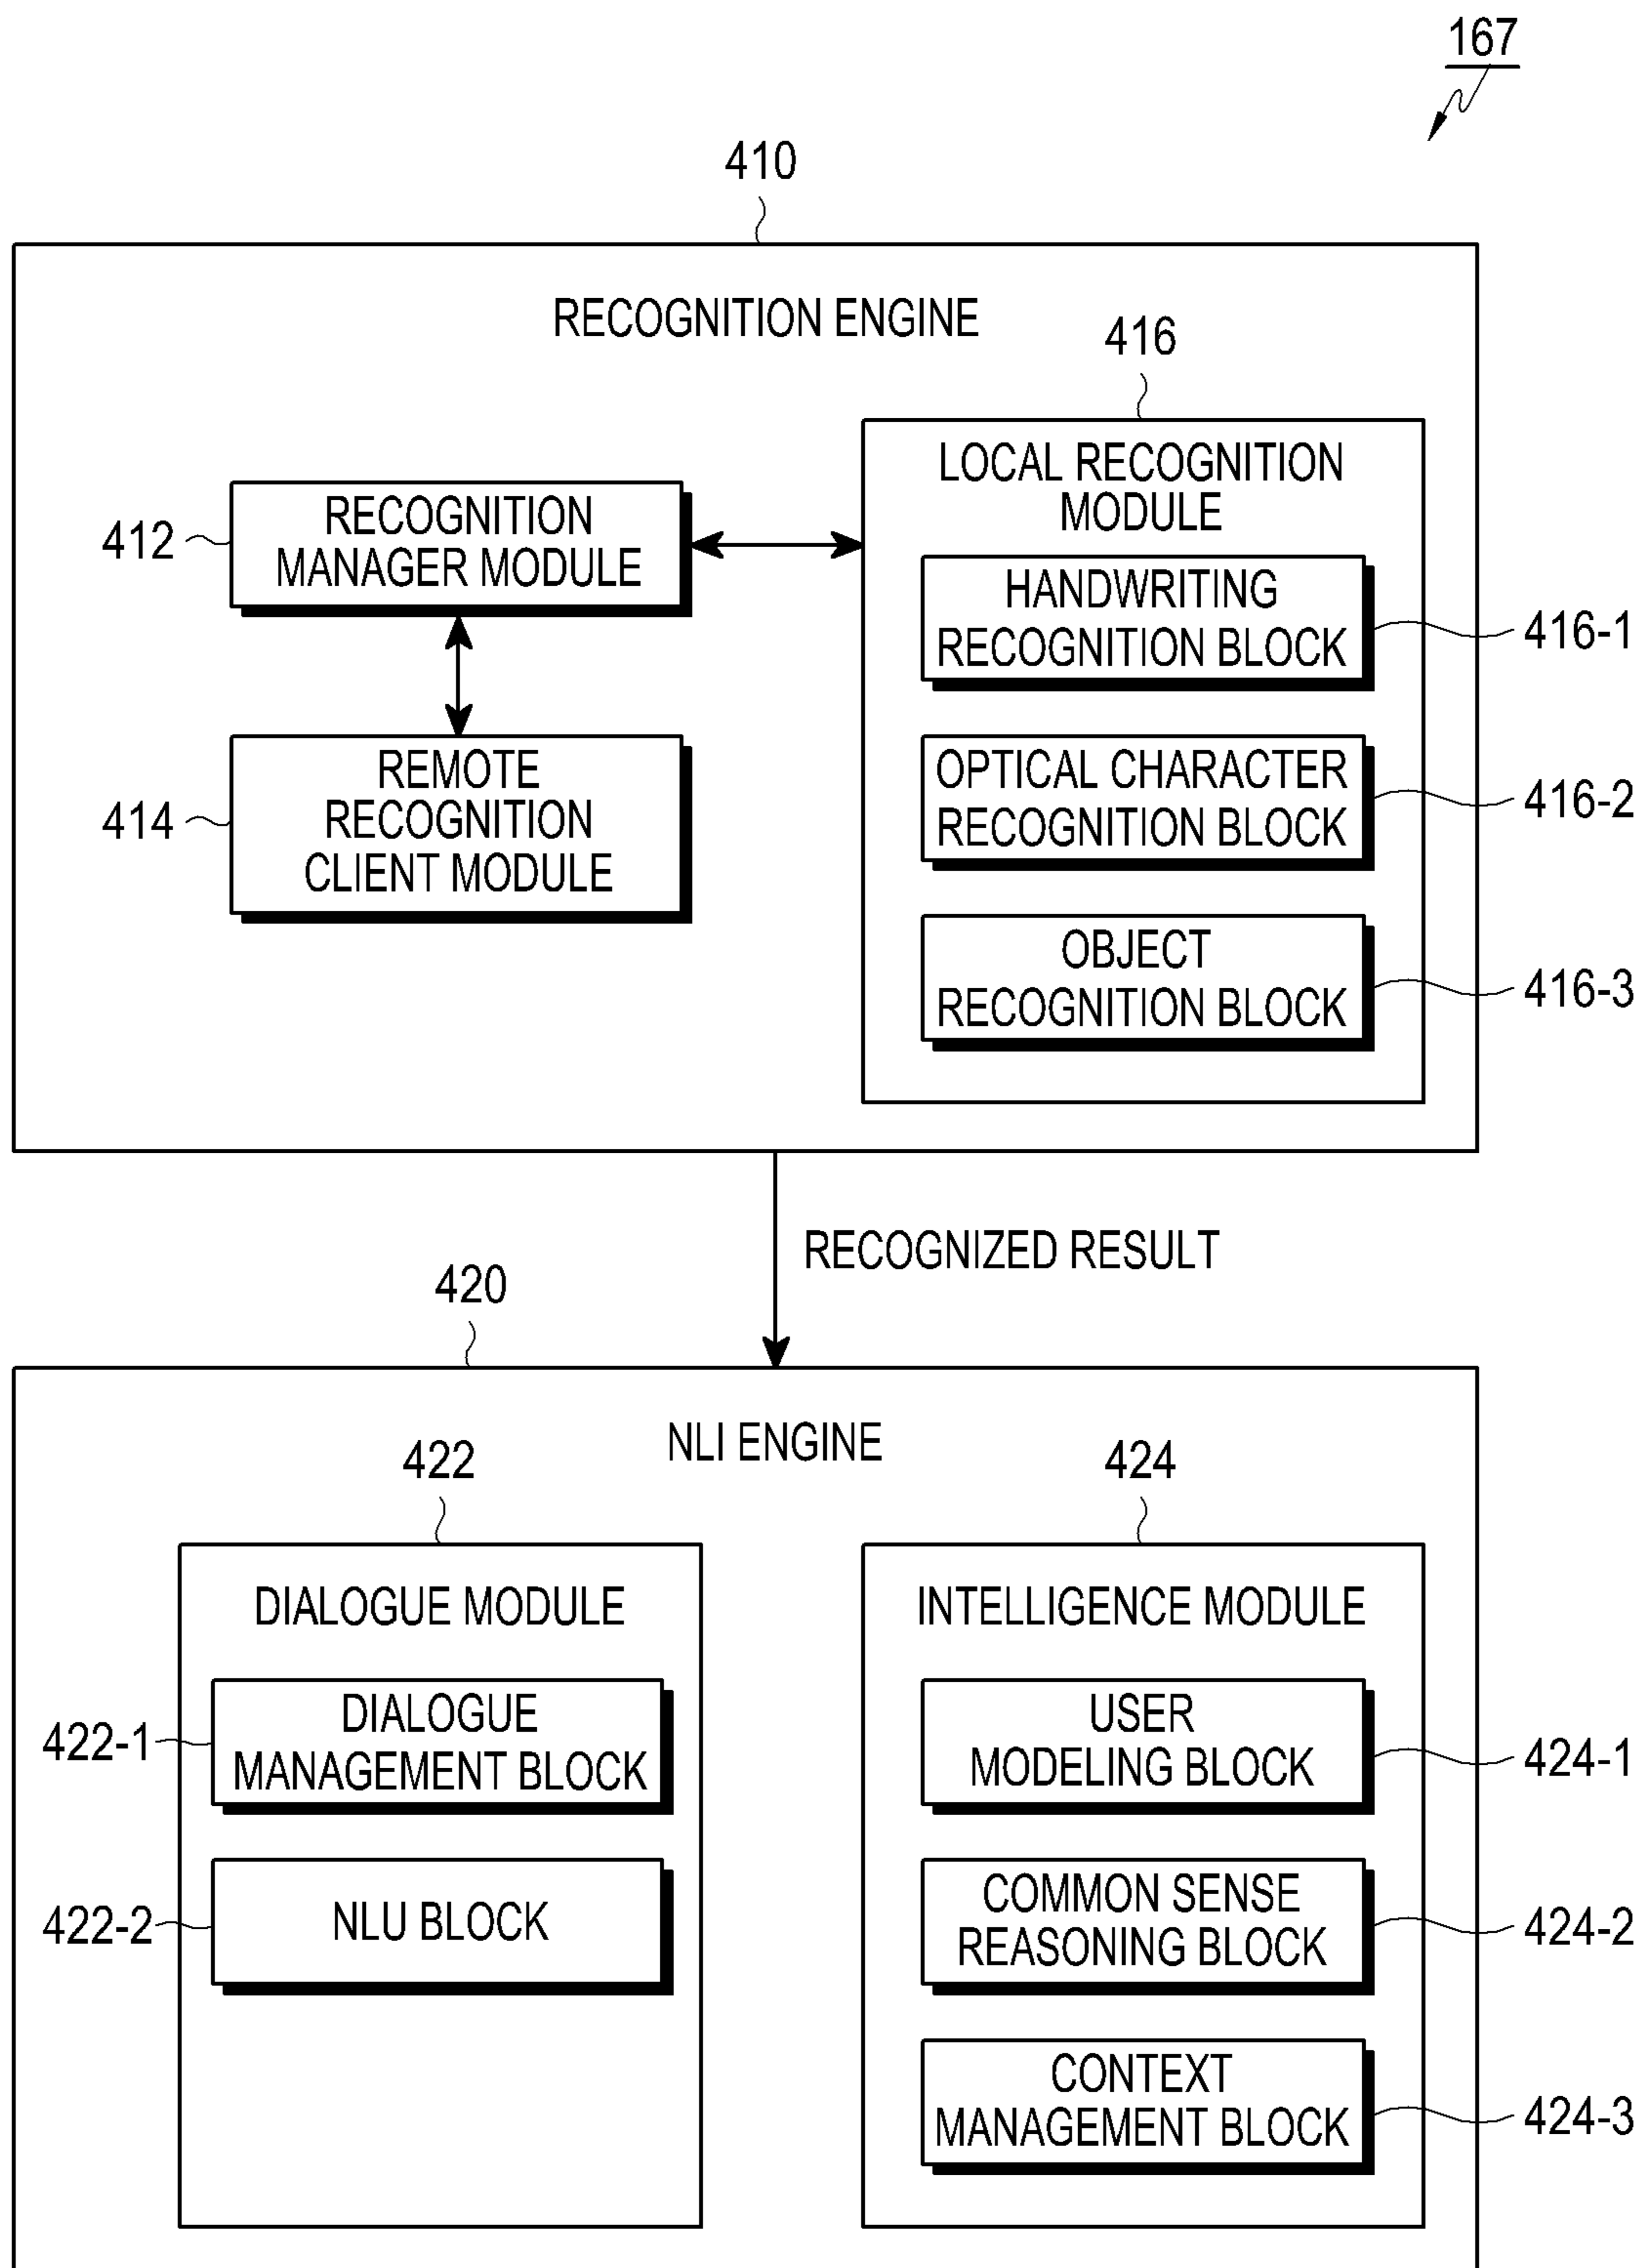 167
410
RECOGNITION ENGINE
416
LOCAL RECOGNITION
MODULE
412
RECOGNITION
MANAGER MODULE
HANDWRITING
RECOGNITION BLOCK
416-1
414
REMOTE
RECOGNITION
CLIENT MODULE
OPTICAL CHARACTER
RECOGNITION BLOCK
416-2
OBJECT
RECOGNITION BLOCK
416-3
RECOGNIZED RESULT
420
NLI ENGINE
422
DIALOGUE MODULE
422-1
DIALOGUE
MANAGEMENT BLOCK
422-2
NLU BLOCK
424
INTELLIGENCE MODULE
USER
MODELING BLOCK
424-1
COMMON SENSE
REASONING BLOCK
424-2
CONTEXT
MANAGEMENT BLOCK
424-3